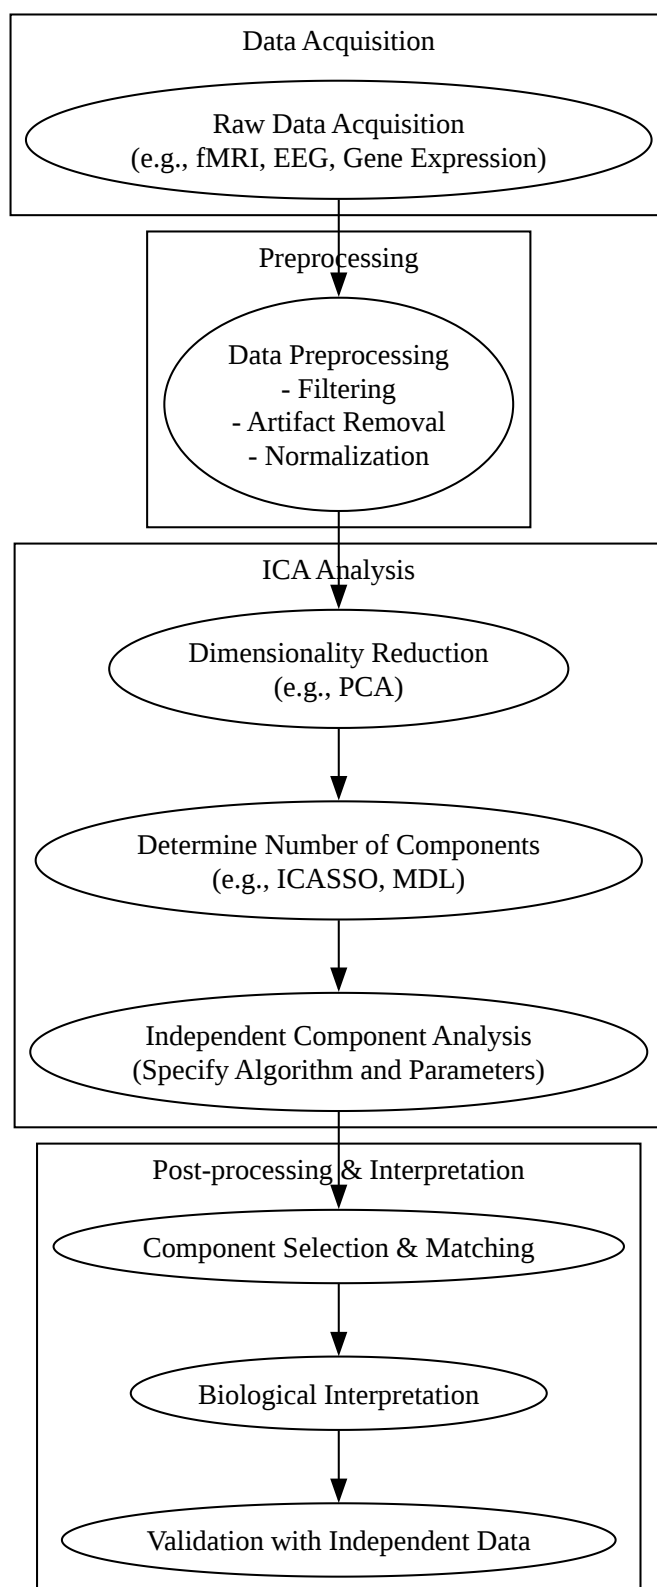 Data Acquisition
Raw Data Acquisition
(e.g., fMRI, EEG, Gene Expression)
Preprocessing
Data Preprocessing
- Filtering
- Artifact Removal
- Normalization
ICA Analysis
Dimensionality Reduction
(e.g., PCA)
Determine Number of Components
(e.g., ICASSO, MDL)
Independent Component Analysis
(Specify Algorithm and Parameters)
Post-processing & Interpretation
Component Selection & Matching
Biological Interpretation
Validation with Independent Data